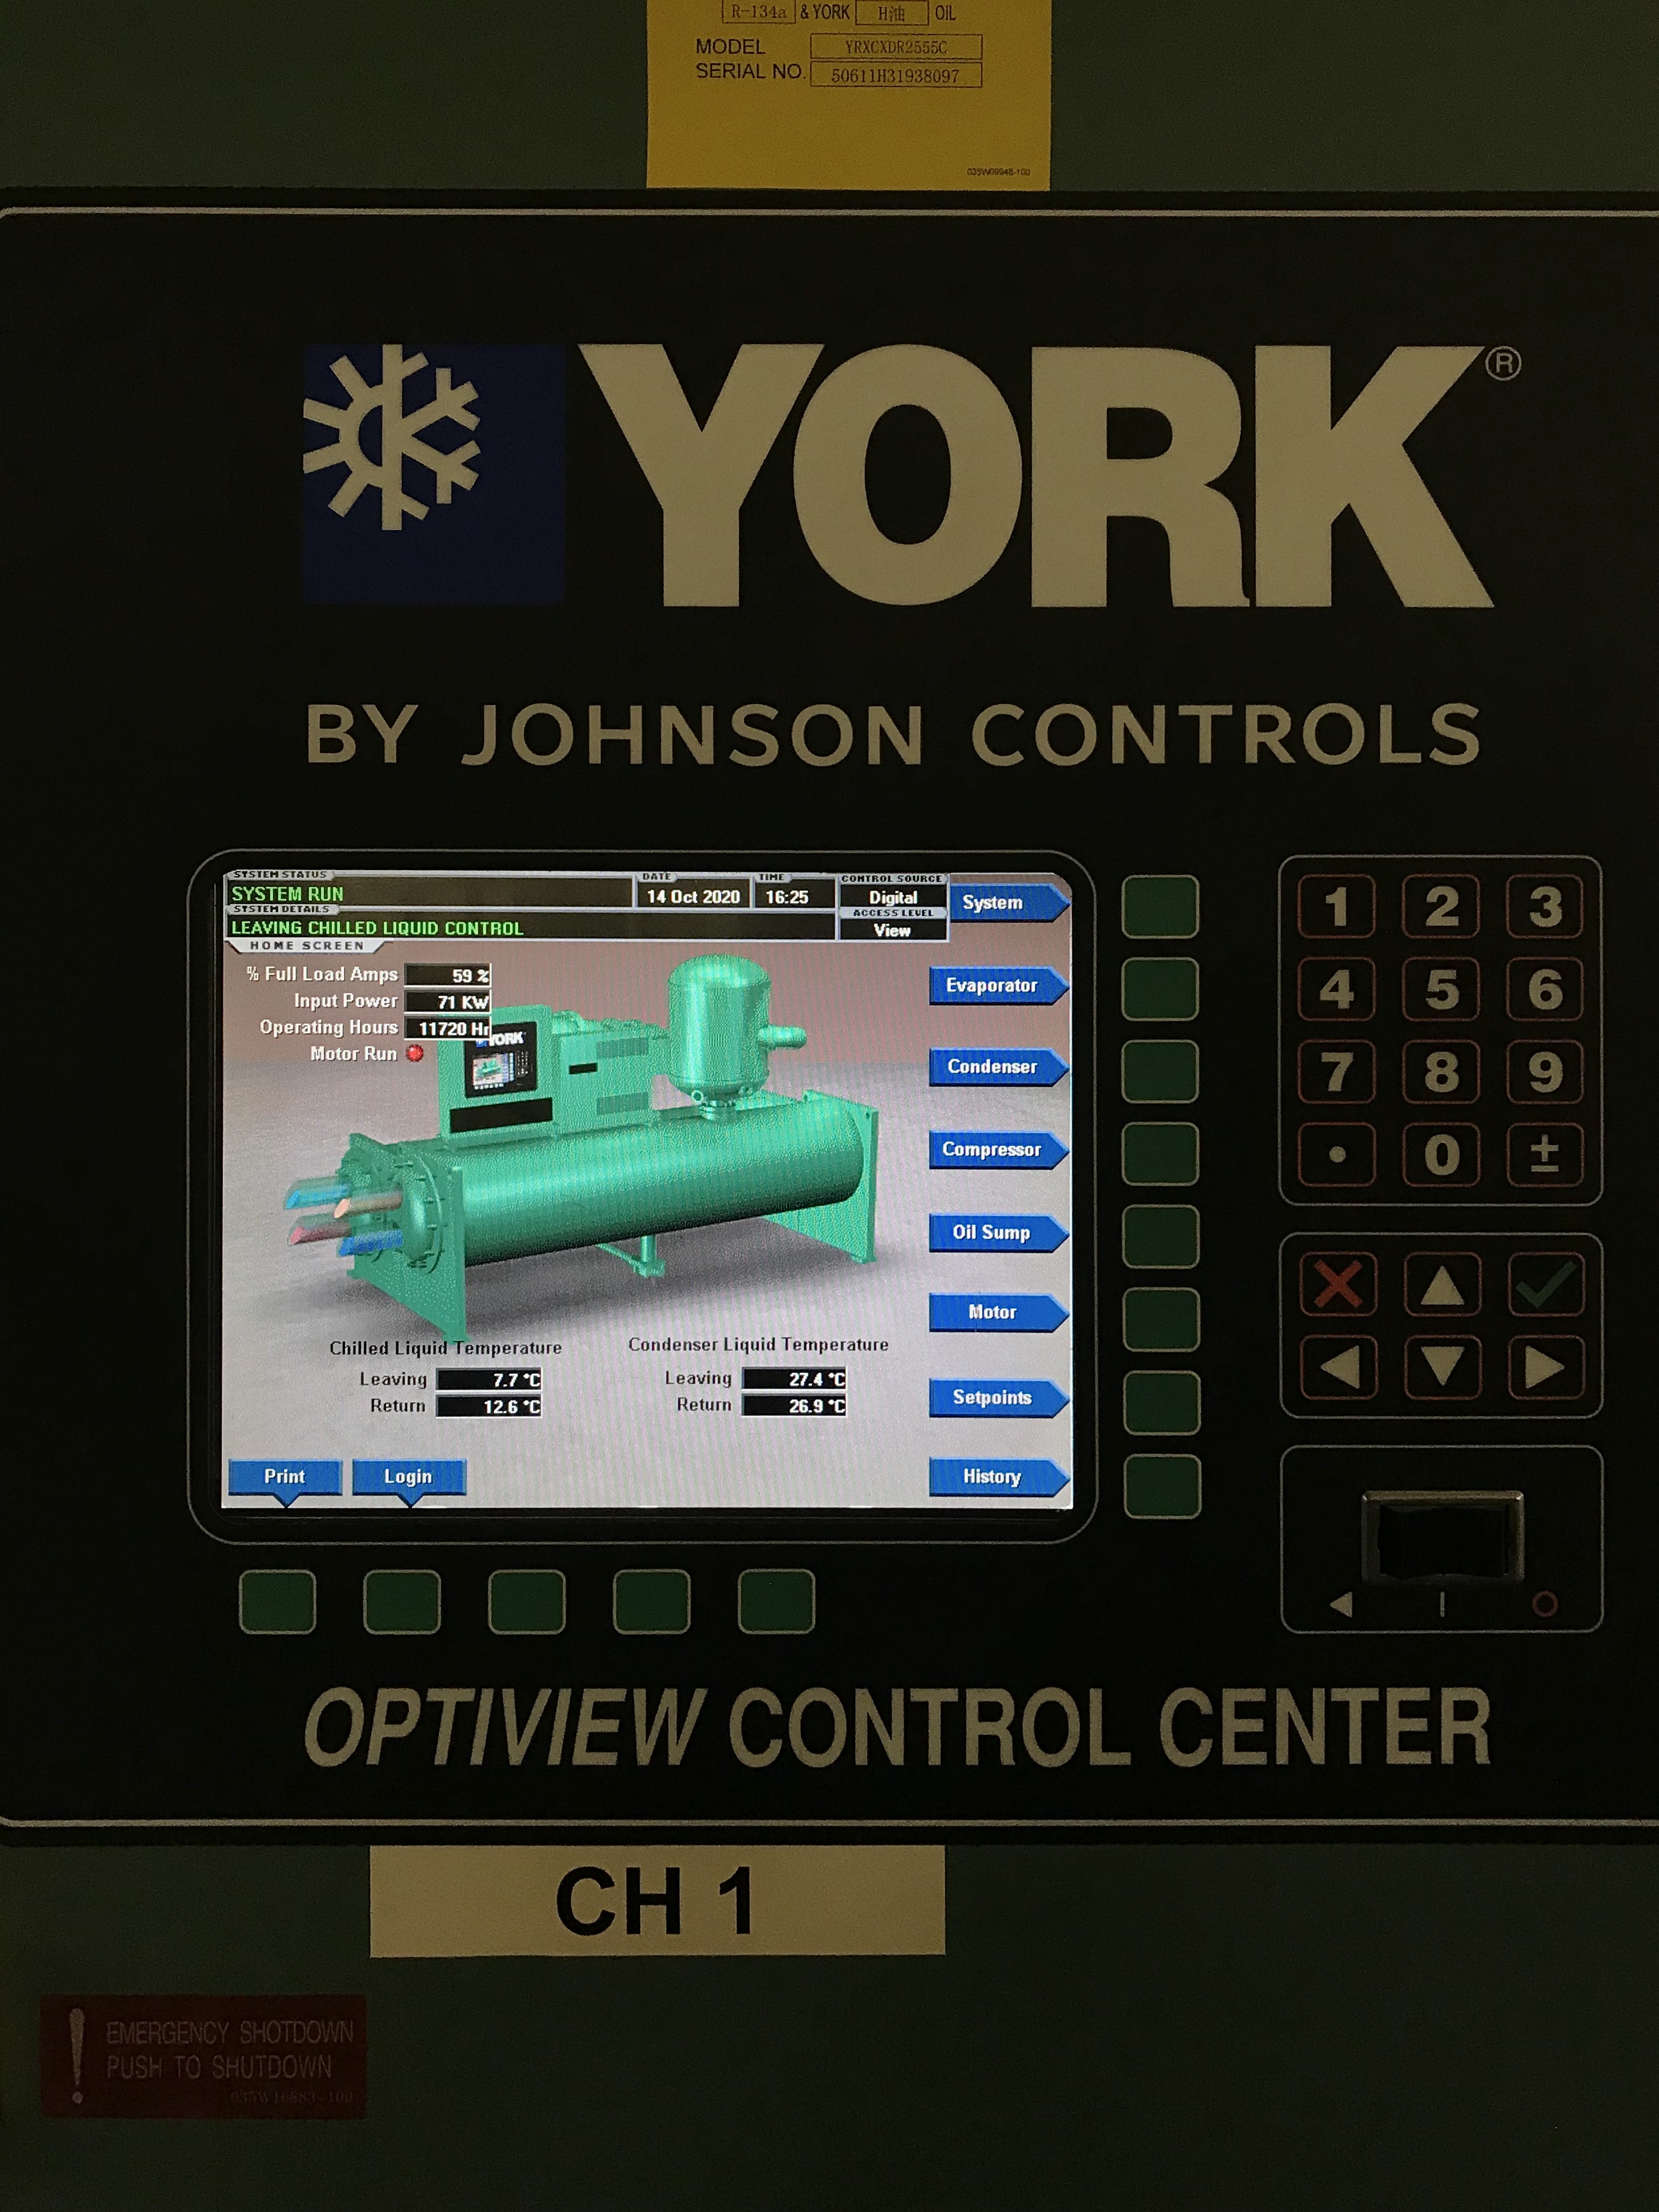 R-134a & YORK H油 OIL
MODEL YRXCXDR2555C
SERIAL NO. 50611H31938097
035W09948-100
YORK®
BY JOHNSON CONTROLS
SYSTEM STATUS
SYSTEM RUN
DATE
14 Oct 2020
TIME
16:25
CONTROL SOURCE
Digital
SYSTEM DETAILS
LEAVING CHILLED LIQUID CONTROL
ACCESS LEVEL
View
HOME SCREEN
% Full Load Amps 59 %
Input Power 71 KW
Operating Hours 11720 Hr
Motor Run
YORK
System
Evaporator
Condenser
Compressor
Oil Sump
Motor
Setpoints
History
Chilled Liquid Temperature
Leaving 7.7 °C
Return 12.6 °C
Condenser Liquid Temperature
Leaving 27.4 °C
Return 26.9 °C
Print
Login
1 2 3
4 5 6
7 8 9
• 0 ±
OPTIVIEW CONTROL CENTER
CH 1
! EMERGENCY SHOTDOWN
PUSH TO SHUTDOWN
035W16883-100